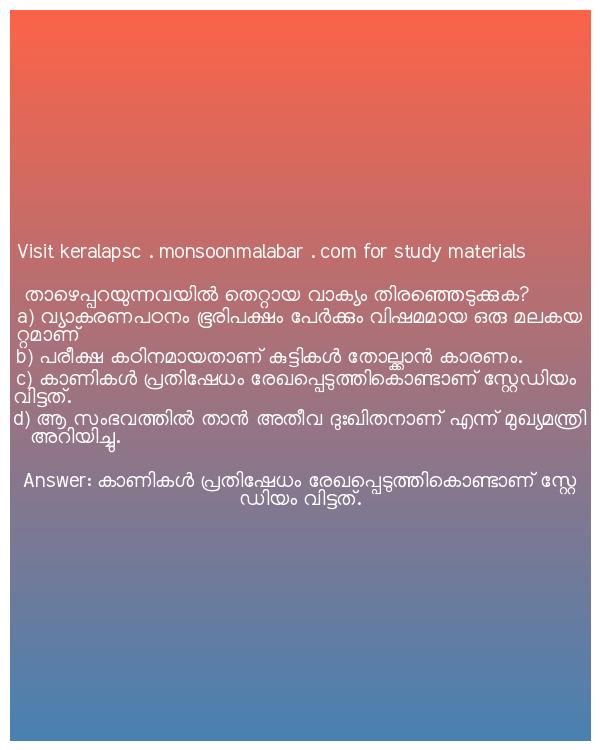 Visit keralapsc . monsoonmalabar . com for study materials
താഴെപ്പറയുന്നവയിൽ തെറ്റായ വാക്യം തിരഞ്ഞെടുക്കുക?
a) വ്യാകരണപഠനം ഭൂരിപക്ഷം പേർക്കും വിഷമമായ ഒരു മലകയ
റ്റമാണ്
b) പരീക്ഷ കഠിനമായതാണ് കുട്ടികൾ തോല്ക്കാൻ കാരണം.
c) കാണികൾ പ്രതിഷേധം രേഖപ്പെടുത്തികൊണ്ടാണ് സ്റ്റേഡിയം
വിട്ടത്.
d) ആ സംഭവത്തിൽ താൻ അതീവ ദുഃഖിതനാണ് എന്ന് മുഖ്യമന്ത്രി
അറിയിച്ചു.
Answer: കാണികൾ പ്രതിഷേധം രേഖപ്പെടുത്തികൊണ്ടാണ് സ്റ്റേ
ഡിയം വിട്ടത്.